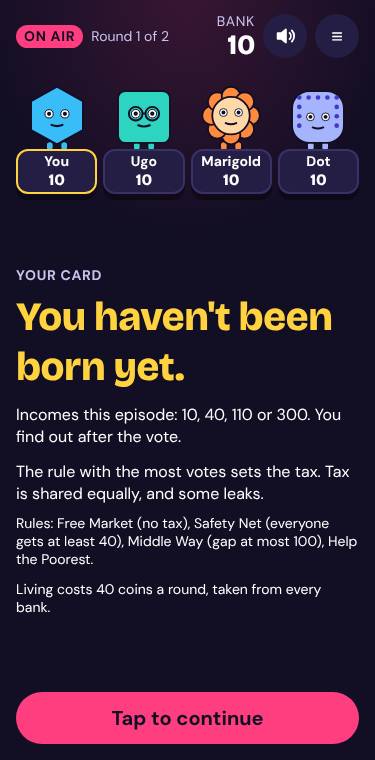 ON AIR Round 1 of 2
BANK
10
You
10
Ugo
10
Marigold
10
Dot
10
YOUR CARD
You haven't been
born yet.
Incomes this episode: 10, 40, 110 or 300. You
find out after the vote.
The rule with the most votes sets the tax. Tax
is shared equally, and some leaks.
Rules: Free Market (no tax), Safety Net (everyone
gets at least 40), Middle Way (gap at most 100), Help
the Poorest.
Living costs 40 coins a round, taken from every
bank.
Tap to continue